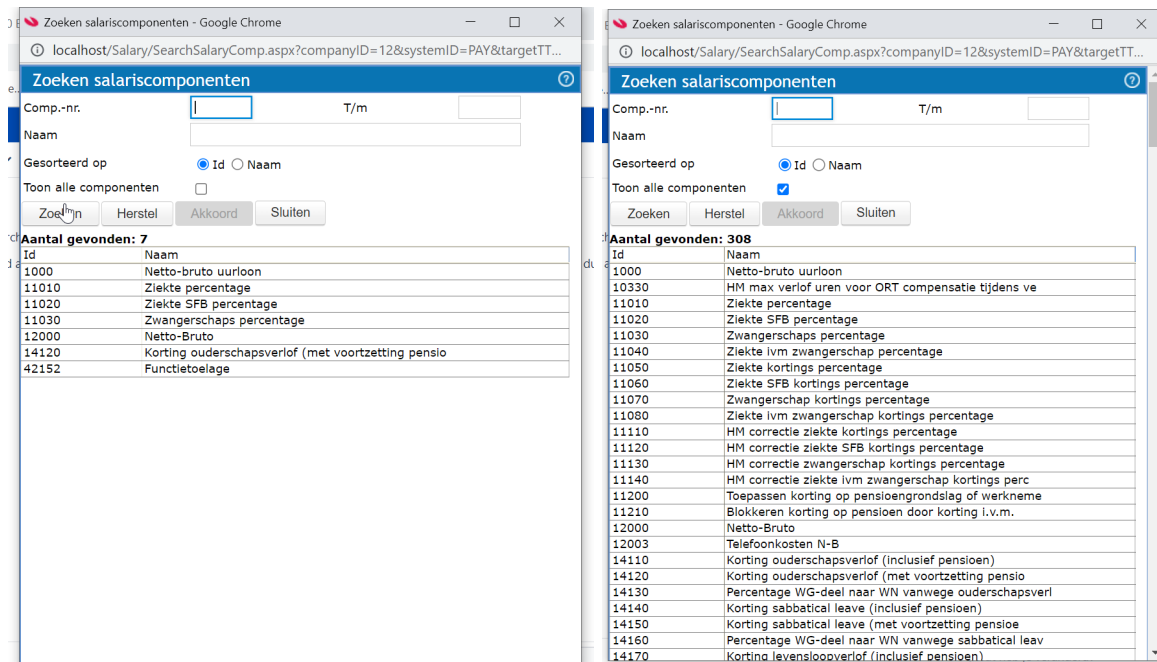 Zoeken salariscomponenten - Google Chrome
localhost/Salary/SearchSalaryComp.aspx?companyID=12&systemID=PAY&targetTT...
Zoeken salariscomponenten
Comp.-nr. T/m
Naam
Gesorteerd op Id Naam
Toon alle componenten
Zoeken Herstel Akkoord Sluiten
Aantal gevonden: 7
Id Naam
1000 Netto-bruto uurloon
11010 Ziekte percentage
11020 Ziekte SFB percentage
11030 Zwangerschaps percentage
12000 Netto-Bruto
14120 Korting ouderschapsverlof (met voortzetting pensio
42152 Functietoelage
Zoeken salariscomponenten - Google Chrome
localhost/Salary/SearchSalaryComp.aspx?companyID=12&systemID=PAY&targetTT...
Zoeken salariscomponenten
Comp.-nr. T/m
Naam
Gesorteerd op Id Naam
Toon alle componenten
Zoeken Herstel Akkoord Sluiten
Aantal gevonden: 308
Id Naam
1000 Netto-bruto uurloon
10330 HM max verlof uren voor ORT compensatie tijdens ve
11010 Ziekte percentage
11020 Ziekte SFB percentage
11030 Zwangerschaps percentage
11040 Ziekte ivm zwangerschap percentage
11050 Ziekte kortings percentage
11060 Ziekte SFB kortings percentage
11070 Zwangerschap kortings percentage
11080 Ziekte ivm zwangerschap kortings percentage
11110 HM correctie ziekte kortings percentage
11120 HM correctie ziekte SFB kortings percentage
11130 HM correctie zwangerschap kortings percentage
11140 HM correctie ziekte ivm zwangerschap kortings perc
11200 Toepassen korting op pensioengrondslag of werkneme
11210 Blokkeren korting op pensioen door korting i.v.m.
12000 Netto-Bruto
12003 Telefoonkosten N-B
14110 Korting ouderschapsverlof (inclusief pensioen)
14120 Korting ouderschapsverlof (met voortzetting pensio
14130 Percentage WG-deel naar WN vanwege ouderschapsverl
14140 Korting sabbatical leave (inclusief pensioen)
14150 Korting sabbatical leave (met voortzetting pensioe
14160 Percentage WG-deel naar WN vanwege sabbatical leav
14170 Korting levensloopverlof (inclusief pensioen)